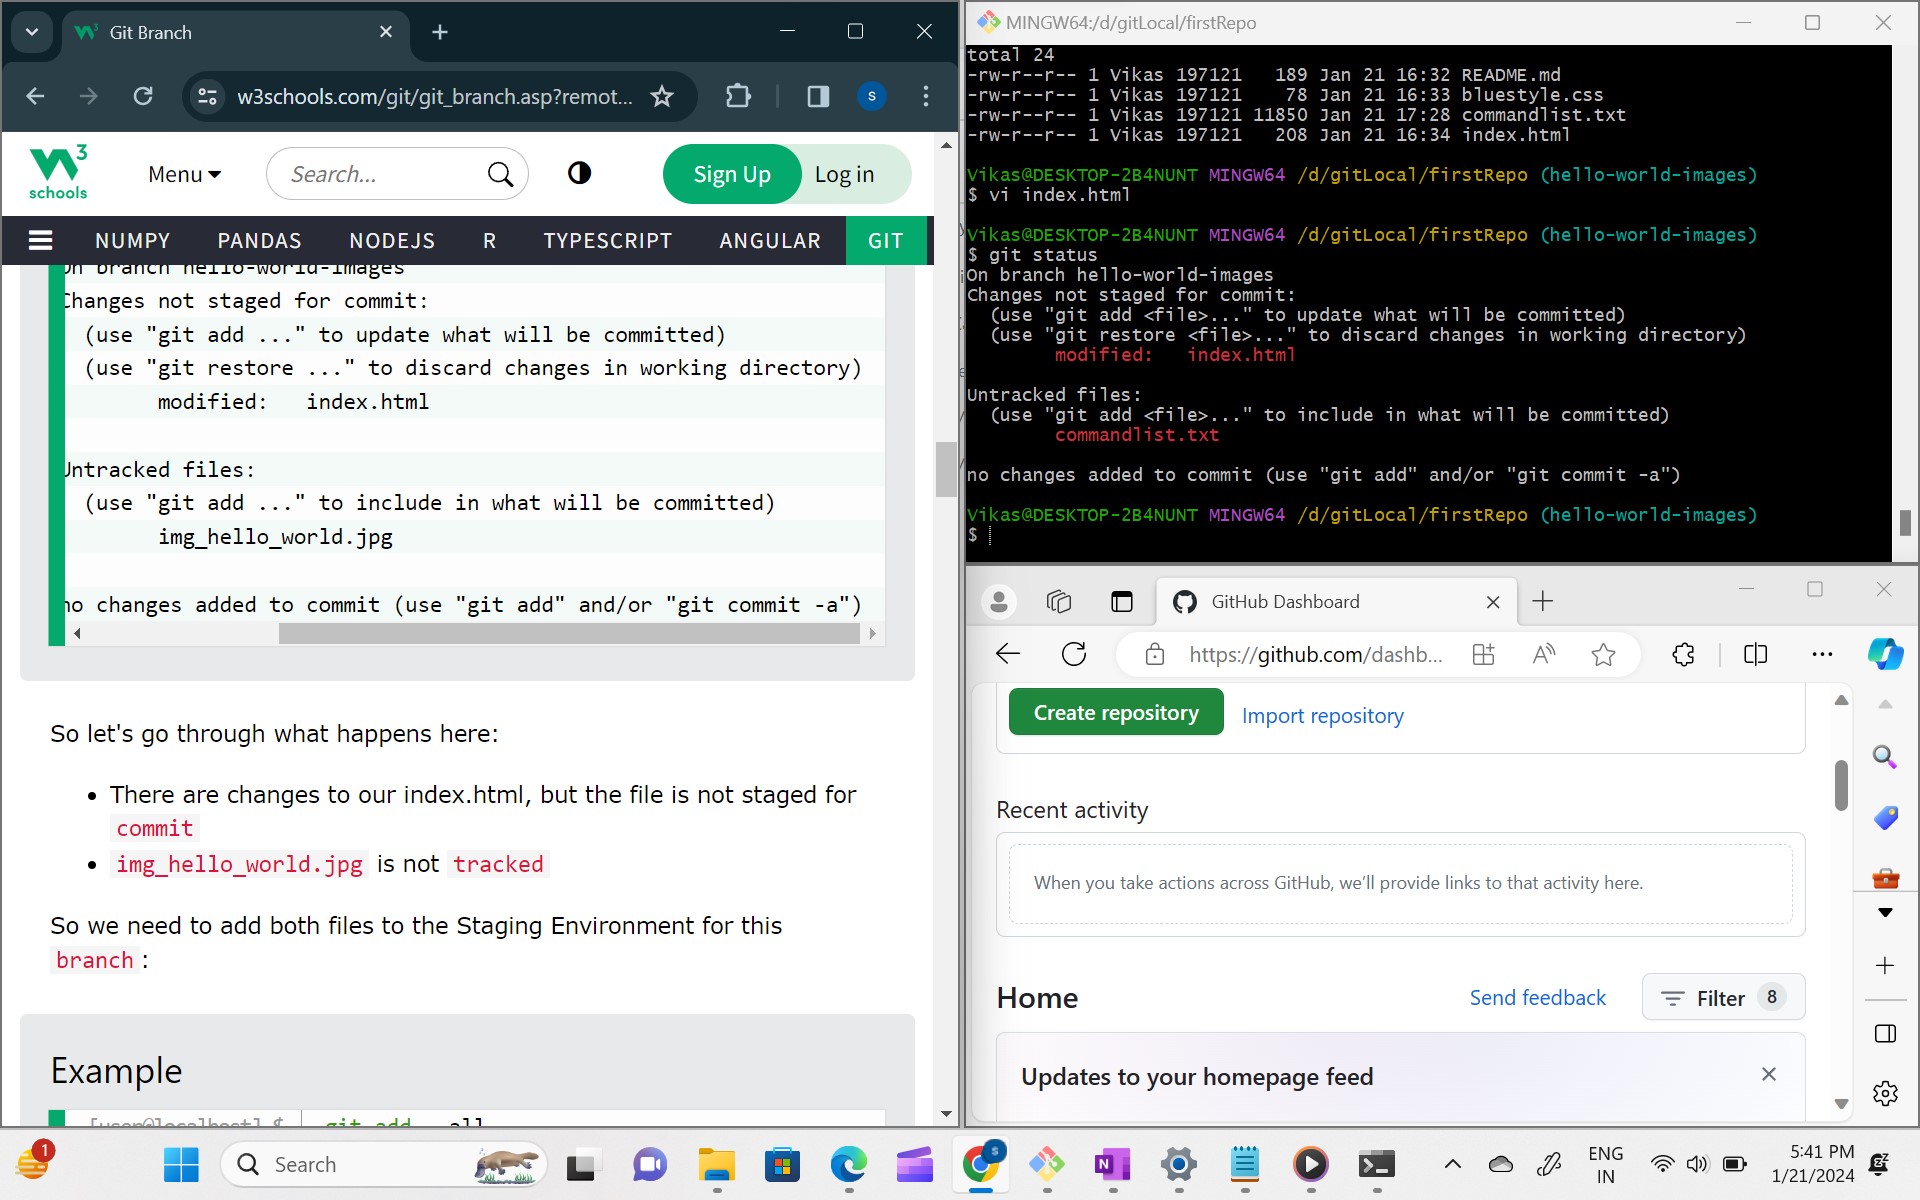 Git Branch
w3schools.com/git/git_branch.asp?remot...
s
3
schools
Menu
Search...
Sign Up
Log in
NUMPY
PANDAS
NODEJS
R
TYPESCRIPT
ANGULAR
GIT
On branch hello-world-images
Changes not staged for commit:
(use "git add ..." to update what will be committed)
(use "git restore ..." to discard changes in working directory)
modified: index.html
Untracked files:
(use "git add ..." to include in what will be committed)
img_hello_world.jpg
no changes added to commit (use "git add" and/or "git commit -a")
So let's go through what happens here:
There are changes to our index.html, but the file is not staged for
commit
img_hello_world.jpg is not tracked
So we need to add both files to the Staging Environment for this
branch :
Example
MINGW64:/d/gitLocal/firstRepo
total 24
-rw-r--r-- 1 Vikas 197121 189 Jan 21 16:32 README.md
-rw-r--r-- 1 Vikas 197121 78 Jan 21 16:33 bluestyle.css
-rw-r--r-- 1 Vikas 197121 11850 Jan 21 17:28 commandlist.txt
-rw-r--r-- 1 Vikas 197121 208 Jan 21 16:34 index.html
Vikas@DESKTOP-2B4NUNT MINGW64 /d/gitLocal/firstRepo (hello-world-images)
$ vi index.html
Vikas@DESKTOP-2B4NUNT MINGW64 /d/gitLocal/firstRepo (hello-world-images)
$ git status
On branch hello-world-images
Changes not staged for commit:
(use "git add <file>..." to update what will be committed)
(use "git restore <file>..." to discard changes in working directory)
modified: index.html
Untracked files:
(use "git add <file>..." to include in what will be committed)
commandlist.txt
no changes added to commit (use "git add" and/or "git commit -a")
Vikas@DESKTOP-2B4NUNT MINGW64 /d/gitLocal/firstRepo (hello-world-images)
$
GitHub Dashboard
https://github.com/dashb...
Create repository
Import repository
Recent activity
When you take actions across GitHub, we'll provide links to that activity here.
Home
Send feedback
Filter 8
Updates to your homepage feed
1
Search
ENG
IN
5:41 PM
1/21/2024